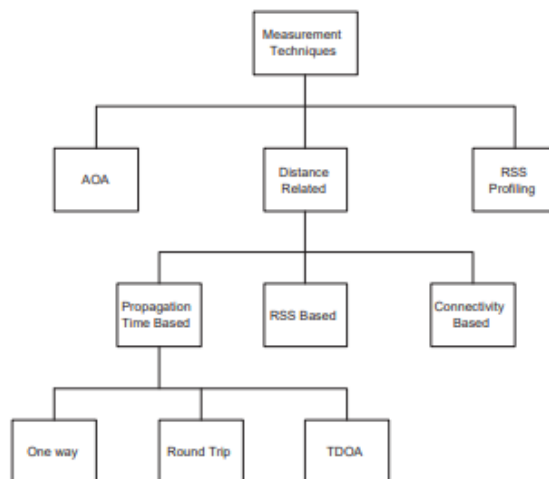 Measurement
Techniques
AOA
Distance
Related
RSS
Profiling
Propagation
Time Based
RSS Based
Connectivity
Based
One way
Round Trip
TDOA